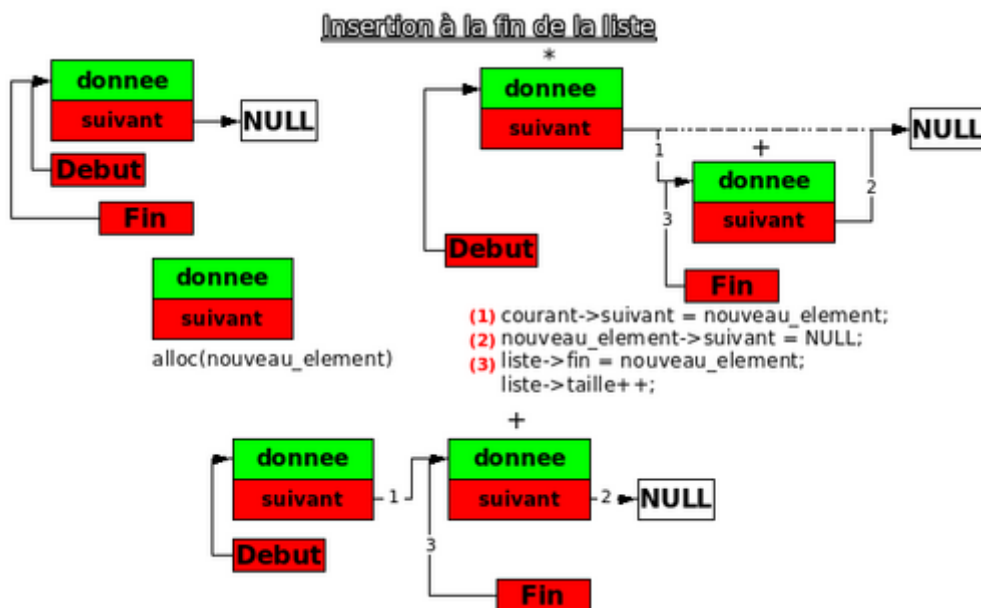 Insertion à la fin de la liste
donnee
suivant
NULL
Debut
Fin
donnee
suivant
alloc(nouveau_element)
*
donnee
suivant
NULL
1
+
donnee
suivant
2
3
Debut
Fin
(1) courant->suivant = nouveau_element;
(2) nouveau_element->suivant = NULL;
(3) liste->fin = nouveau_element;
liste->taille++;
donnee
suivant
1
Debut
+
donnee
suivant
2
NULL
3
Fin